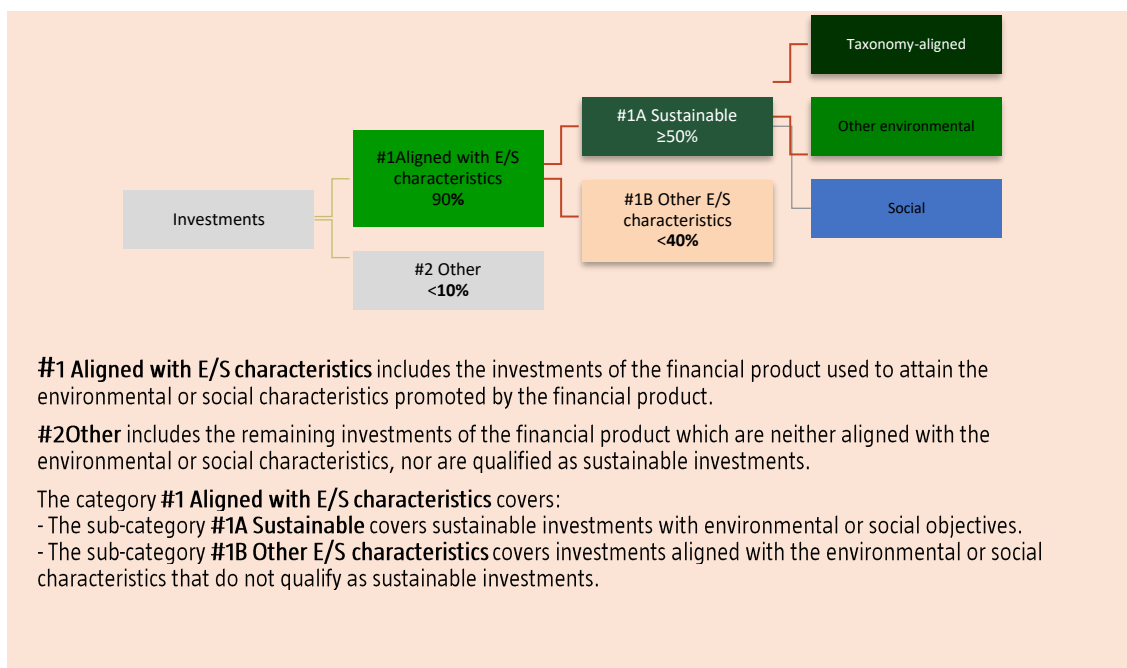 Taxonomy-aligned
#1A Sustainable
≥50%
Other environmental
#1Aligned with E/S
characteristics
90%
#1B Other E/S
characteristics
<40%
Social
Investments
#2 Other
<10%
#1 Aligned with E/S characteristics includes the investments of the financial product used to attain the
environmental or social characteristics promoted by the financial product.
#2Other includes the remaining investments of the financial product which are neither aligned with the
environmental or social characteristics, nor are qualified as sustainable investments.
The category #1 Aligned with E/S characteristics covers:
- The sub-category #1A Sustainable covers sustainable investments with environmental or social objectives.
- The sub-category #1B Other E/S characteristics covers investments aligned with the environmental or social
characteristics that do not qualify as sustainable investments.